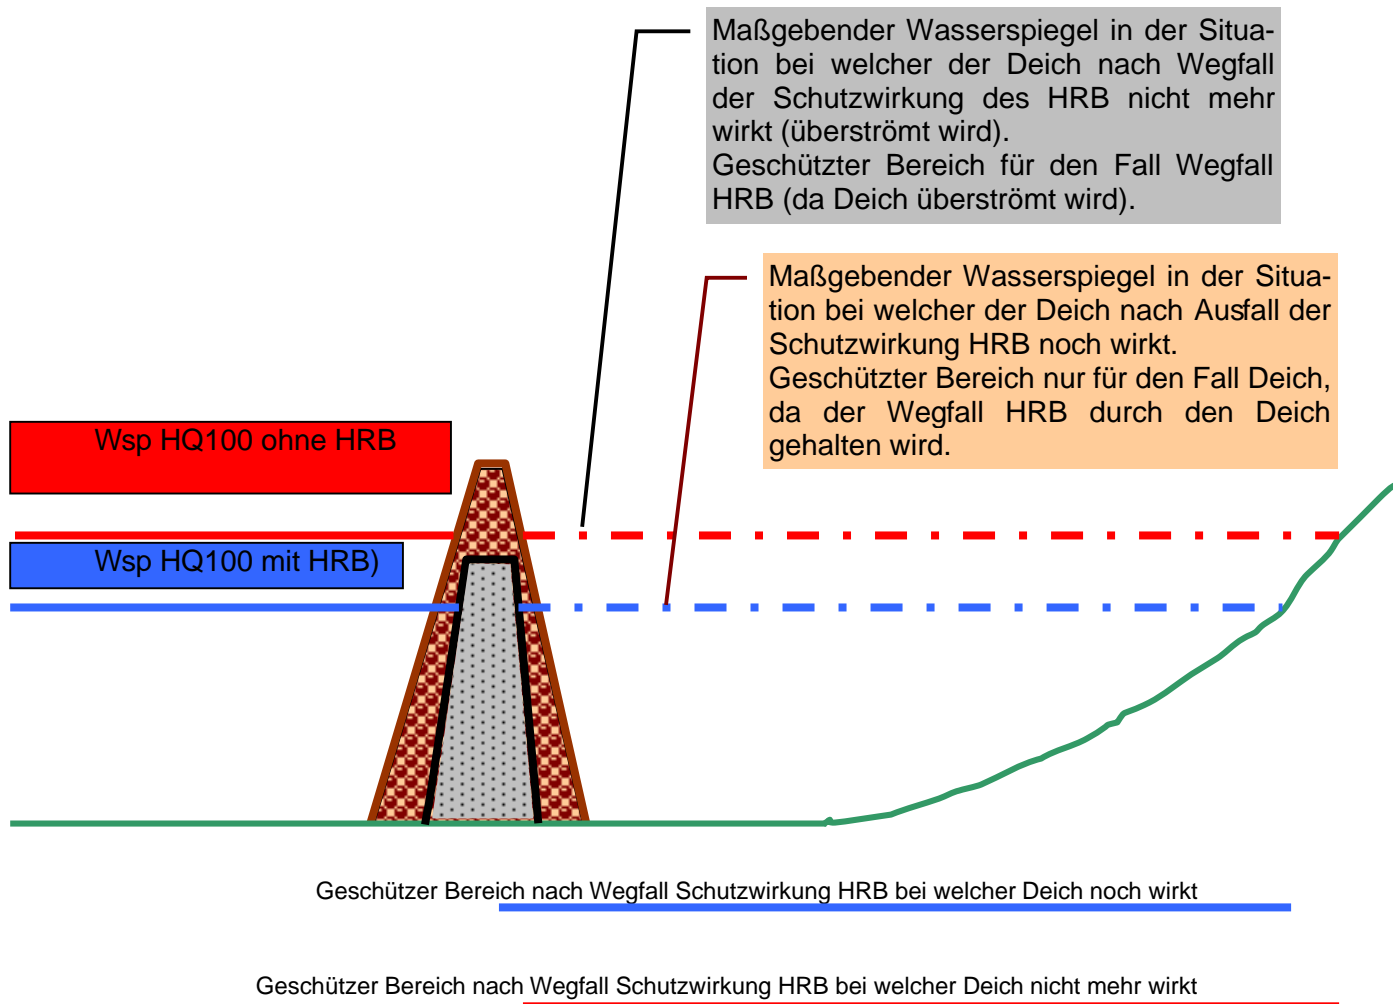 Maßgebender Wasserspiegel in der Situa-
tion bei welcher der Deich nach Wegfall
der Schutzwirkung des HRB nicht mehr
wirkt (überströmt wird).
Geschützter Bereich für den Fall Wegfall
HRB (da Deich überströmt wird).
Maßgebender Wasserspiegel in der Situa-
tion bei welcher der Deich nach Ausfall der
Schutzwirkung HRB noch wirkt.
Geschützter Bereich nur für den Fall Deich,
da der Wegfall HRB durch den Deich
gehalten wird.
Wsp HQ100 ohne HRB
Wsp HQ100 mit HRB)
Geschützer Bereich nach Wegfall Schutzwirkung HRB bei welcher Deich noch wirkt
Geschützer Bereich nach Wegfall Schutzwirkung HRB bei welcher Deich nicht mehr wirkt